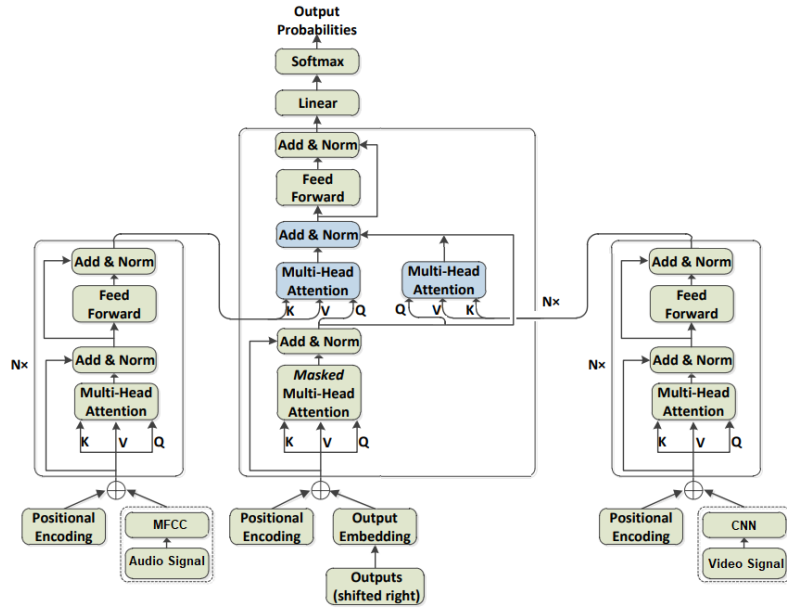 Output
Probabilities
Softmax
Linear
Add & Norm
Feed
Forward
Add & Norm
Multi-Head
Attention
Multi-Head
Attention
K
V
Q
Q
V
K
N×
Add & Norm
Masked
Multi-Head
Attention
K
V
Q
Positional
Encoding
Output
Embedding
Outputs
(shifted right)
Add & Norm
Feed
Forward
Add & Norm
N×
Multi-Head
Attention
K
V
Q
Positional
Encoding
MFCC
Audio Signal
Add & Norm
Feed
Forward
Add & Norm
N×
Multi-Head
Attention
K
V
Q
Positional
Encoding
CNN
Video Signal